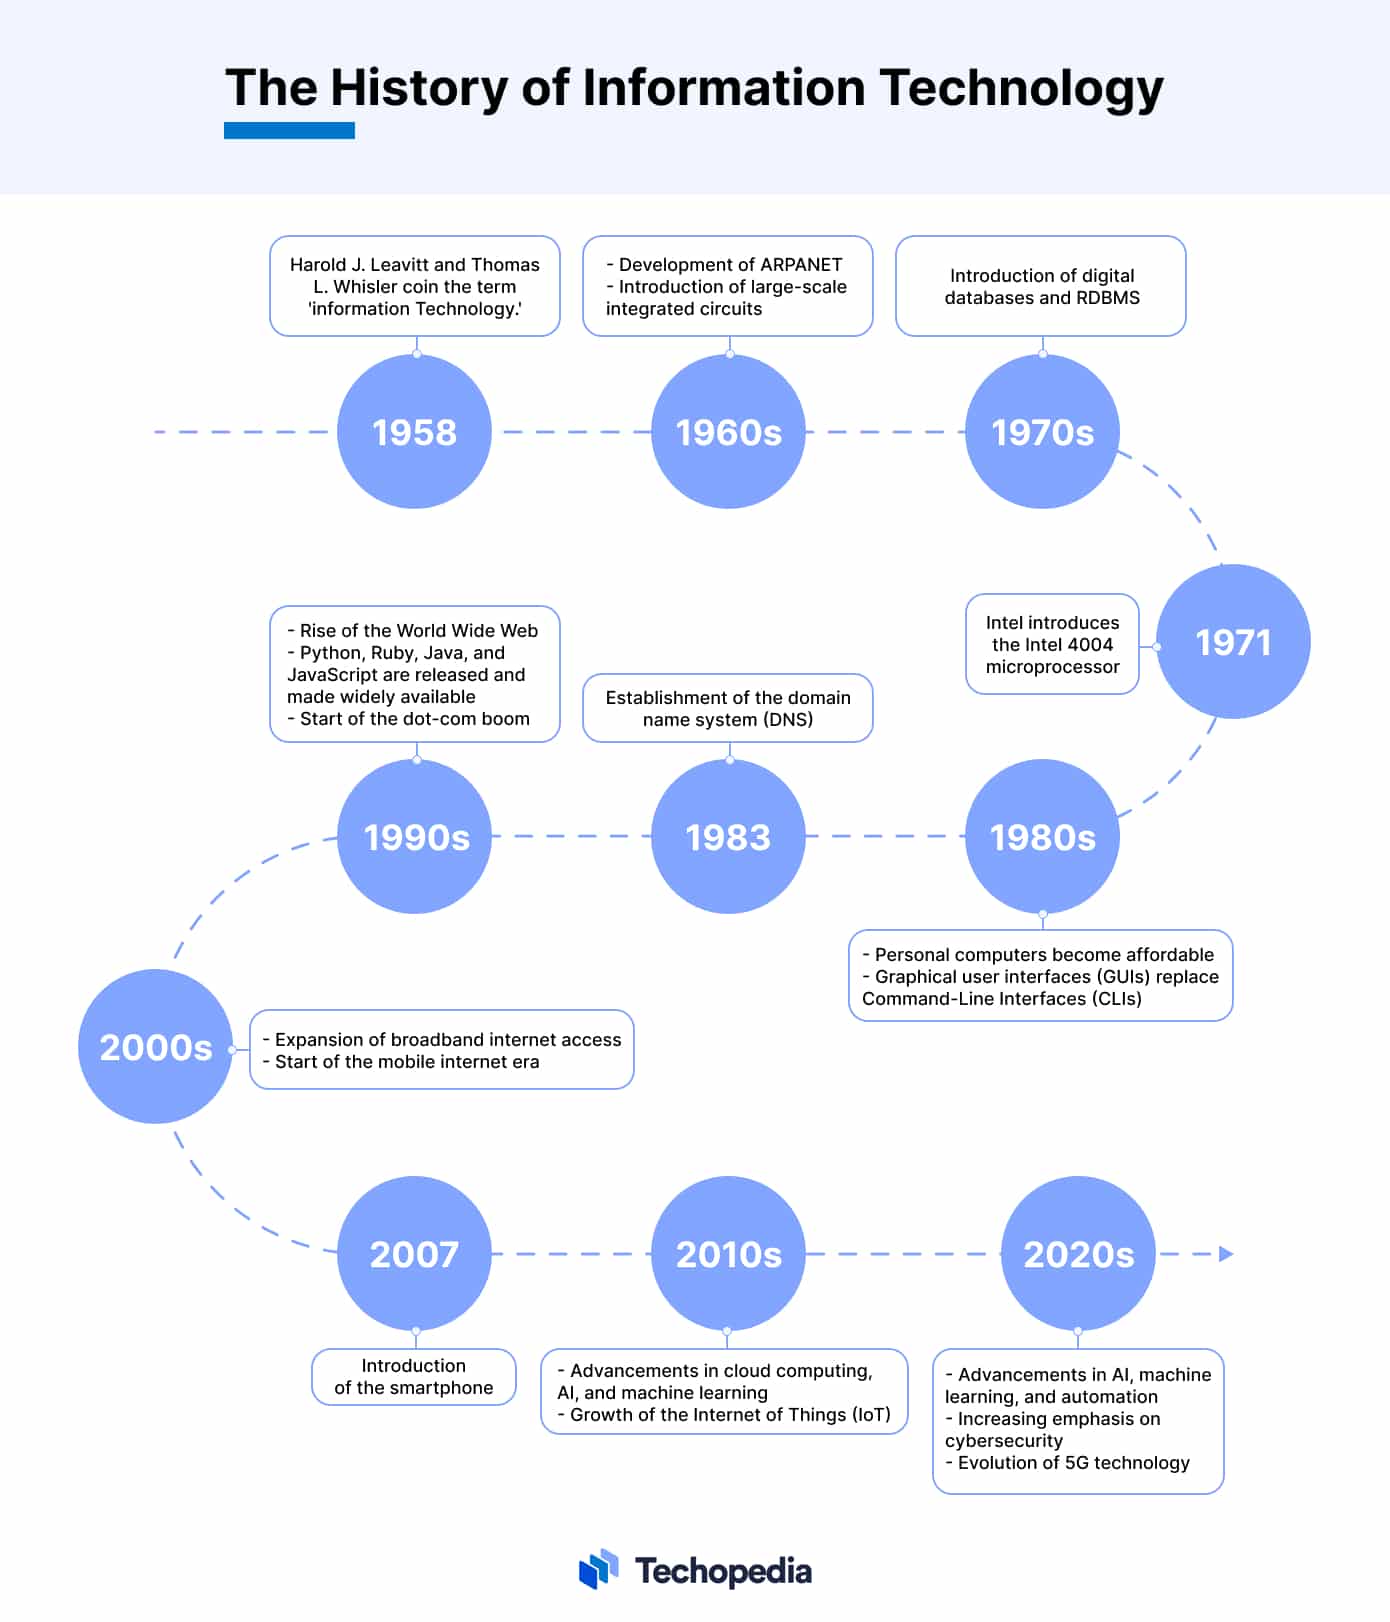 The History of Information Technology
Harold J. Leavitt and Thomas
L. Whisler coin the term
'information Technology.'
1958
- Development of ARPANET
- Introduction of large-scale
integrated circuits
1960s
Introduction of digital
databases and RDBMS
1970s
Intel introduces
the Intel 4004
microprocessor
1971
1980s
- Personal computers become affordable
- Graphical user interfaces (GUIs) replace
Command-Line Interfaces (CLIs)
Establishment of the domain
name system (DNS)
1983
- Rise of the World Wide Web
- Python, Ruby, Java, and
JavaScript are released and
made widely available
- Start of the dot-com boom
1990s
2000s
- Expansion of broadband internet access
- Start of the mobile internet era
2007
Introduction
of the smartphone
2010s
- Advancements in cloud computing,
AI, and machine learning
- Growth of the Internet of Things (IoT)
2020s
- Advancements in AI, machine
learning, and automation
- Increasing emphasis on
cybersecurity
- Evolution of 5G technology
Techopedia